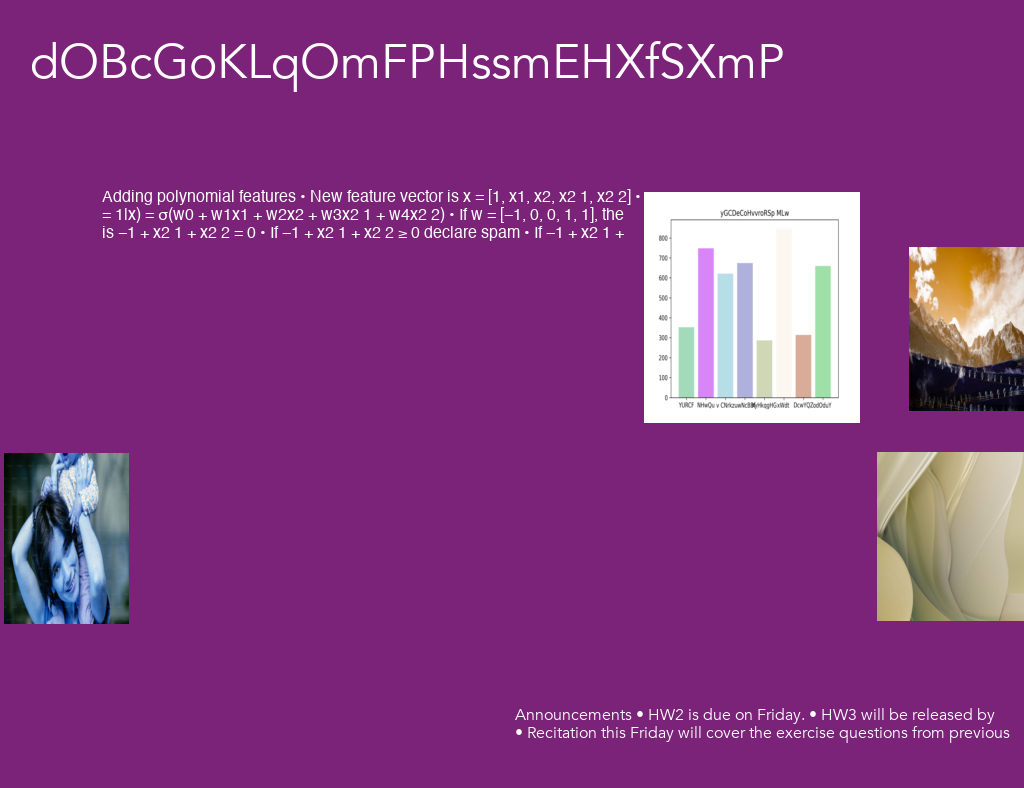 dOBcGoKLqOmFPHssmEHXfSXmP
Adding polynomial features • New feature vector is x = [1, x1, x2, x2 1, x2 2] •
= 1|x) = σ(w0 + w1x1 + w2x2 + w3x2 1 + w4x2 2) • If w = [−1, 0, 0, 1, 1], the
is −1 + x2 1 + x2 2 = 0 • If −1 + x2 1 + x2 2 ≥ 0 declare spam • If −1 + x2 1 +
yGCDeCoHvvroRSp MLw
800
700
600
500
400
300
200
100
0
YURCF NHwQu v
Announcements • HW2 is due on Friday. • HW3 will be released by
• Recitation this Friday will cover the exercise questions from previous